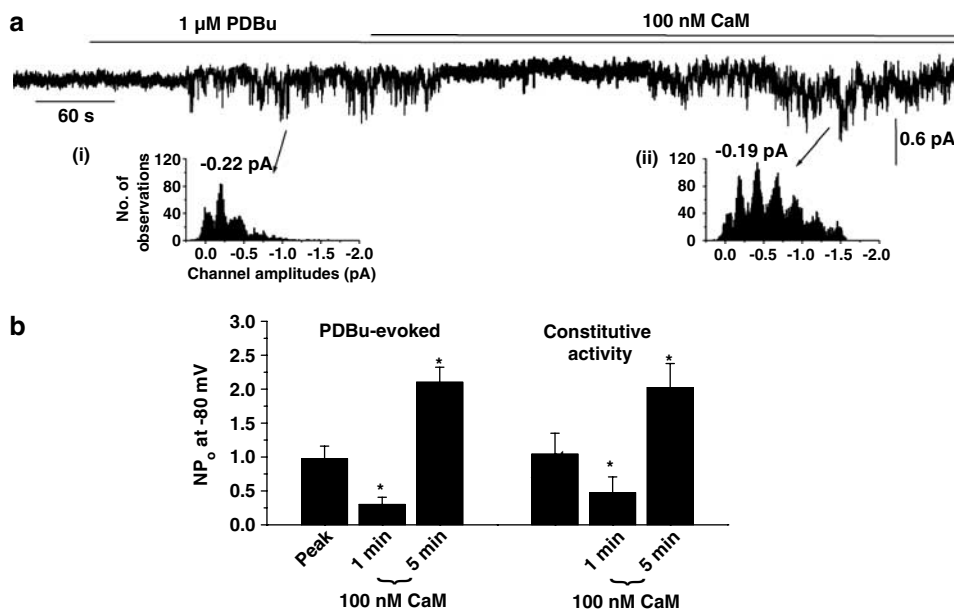 a
1 µM PDBu
100 nM CaM
60 s
0.6 pA
(i)
-0.22 pA
No. of
observations
120
80
40
0
0.0 -0.5 -1.0 -1.5 -2.0
Channel amplitudes (pA)
(ii)
-0.19 pA
120
80
40
0
0.0 -0.5 -1.0 -1.5 -2.0
b
NPo at -80 mV
3.0
2.5
2.0
1.5
1.0
0.5
0.0
PDBu-evoked
Constitutive
activity
* *
* *
Peak 1 min 5 min
1 min 5 min
100 nM CaM
100 nM CaM